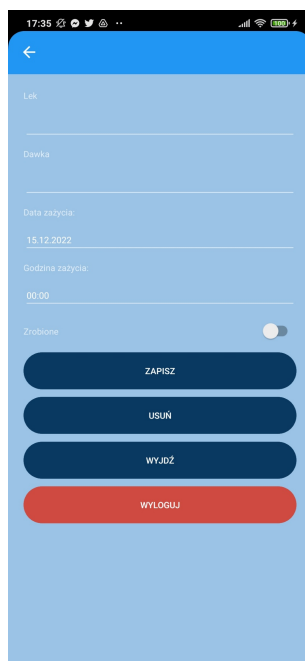 17:35
100
Lek
Dawka
Data zażycia:
15.12.2022
Godzina zażycia:
00:00
Zrobione
ZAPISZ
USUŃ
WYJDŹ
WYLOGUJ